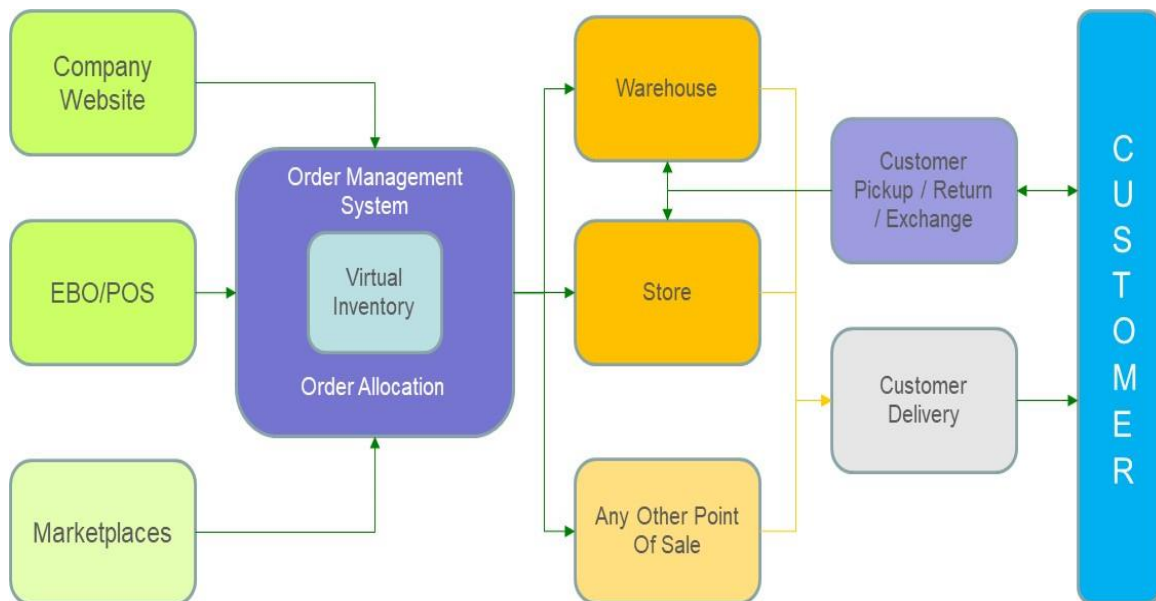 Company
Website
EBO/POS
Marketplaces
Order Management
System
Virtual
Inventory
Order Allocation
Warehouse
Store
Any Other Point
Of Sale
Customer
Pickup / Return
/ Exchange
Customer
Delivery
CUSTOMER